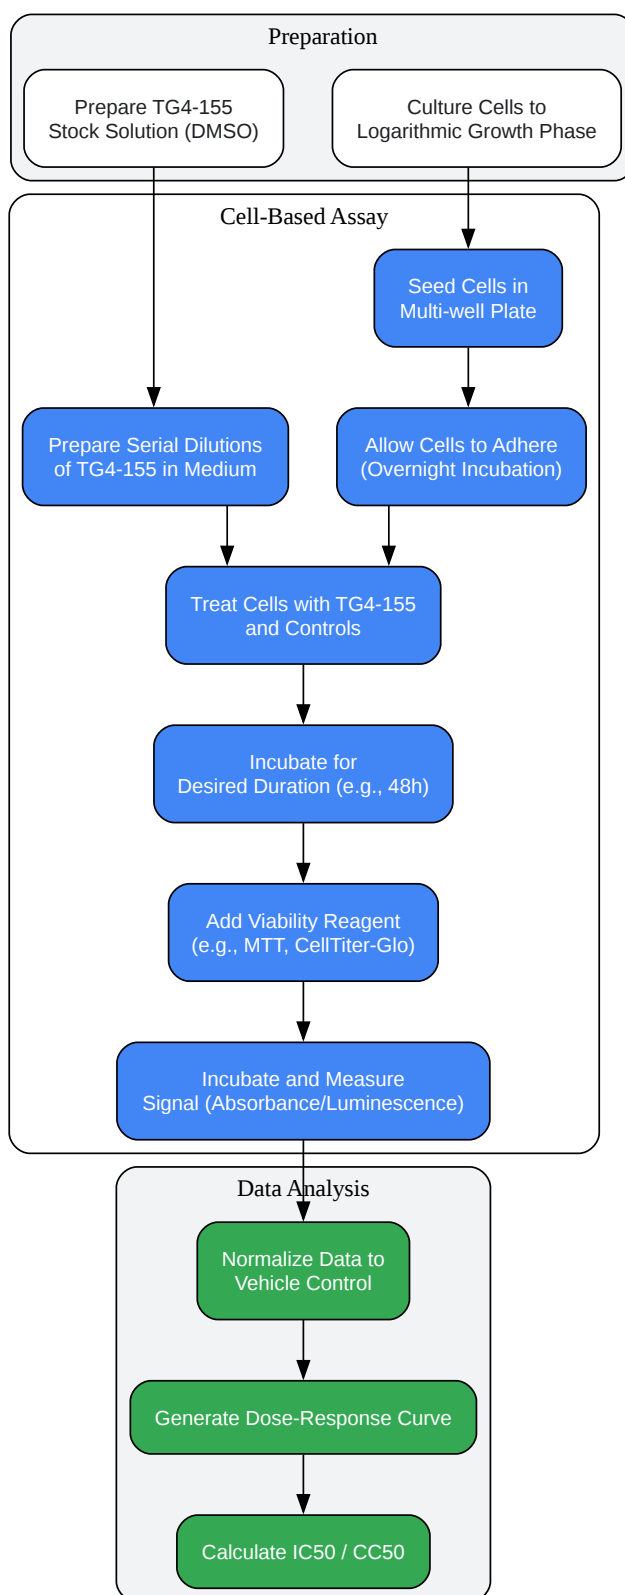 Preparation
Prepare TG4-155
Stock Solution (DMSO)
Culture Cells to
Logarithmic Growth Phase
Cell-Based Assay
Seed Cells in
Multi-well Plate
Prepare Serial Dilutions
of TG4-155 in Medium
Allow Cells to Adhere
(Overnight Incubation)
Treat Cells with TG4-155
and Controls
Incubate for
Desired Duration (e.g., 48h)
Add Viability Reagent
(e.g., MTT, CellTiter-Glo)
Incubate and Measure
Signal (Absorbance/Luminescence)
Data Analysis
Normalize Data to
Vehicle Control
Generate Dose-Response Curve
Calculate IC50 / CC50